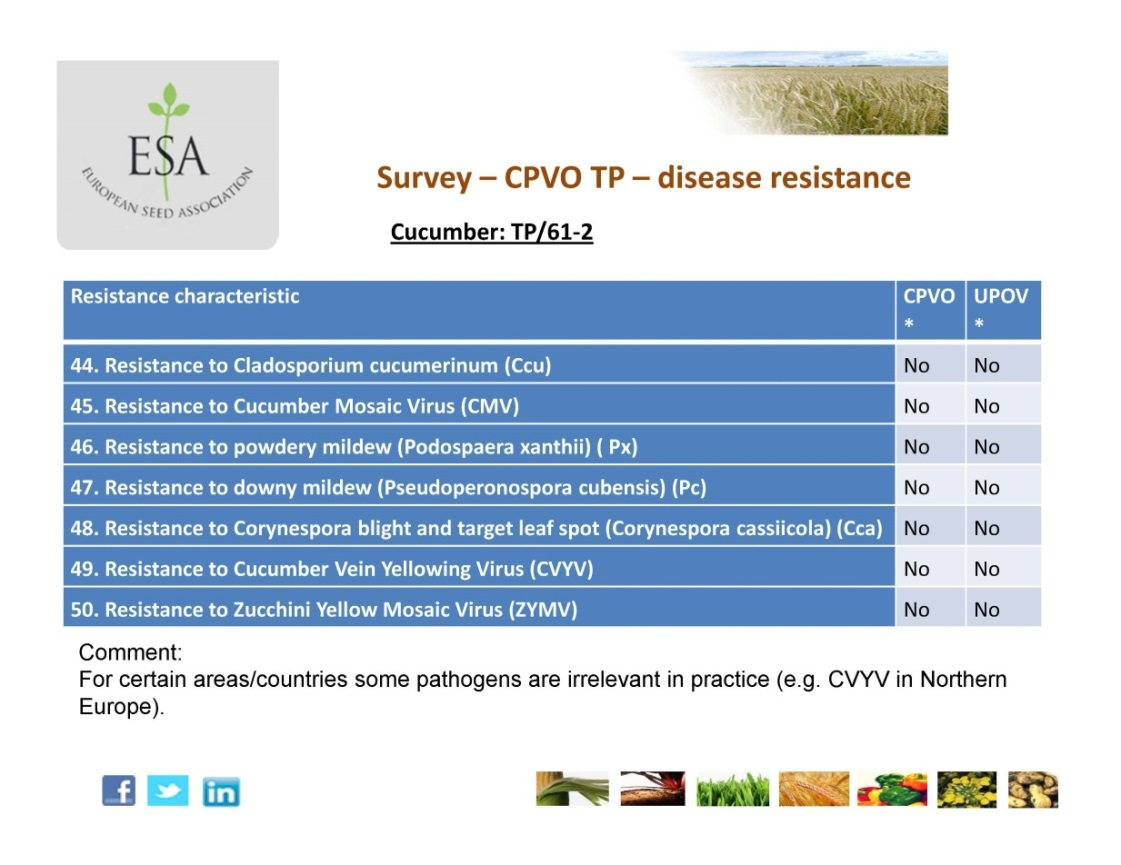 ESA
EUROPEAN SEED ASSOCIATION
Survey – CPVO TP – disease resistance
Cucumber: TP/61-2
Resistance characteristic CPVO * UPOV *
44. Resistance to Cladosporium cucumerinum (Ccu) No No
45. Resistance to Cucumber Mosaic Virus (CMV) No No
46. Resistance to powdery mildew (Podospaera xanthii) ( Px) No No
47. Resistance to downy mildew (Pseudoperonospora cubensis) (Pc) No No
48. Resistance to Corynespora blight and target leaf spot (Corynespora cassiicola) (Cca) No No
49. Resistance to Cucumber Vein Yellowing Virus (CVYV) No No
50. Resistance to Zucchini Yellow Mosaic Virus (ZYMV) No No
Comment:
For certain areas/countries some pathogens are irrelevant in practice (e.g. CVYV in Northern
Europe).
f
in